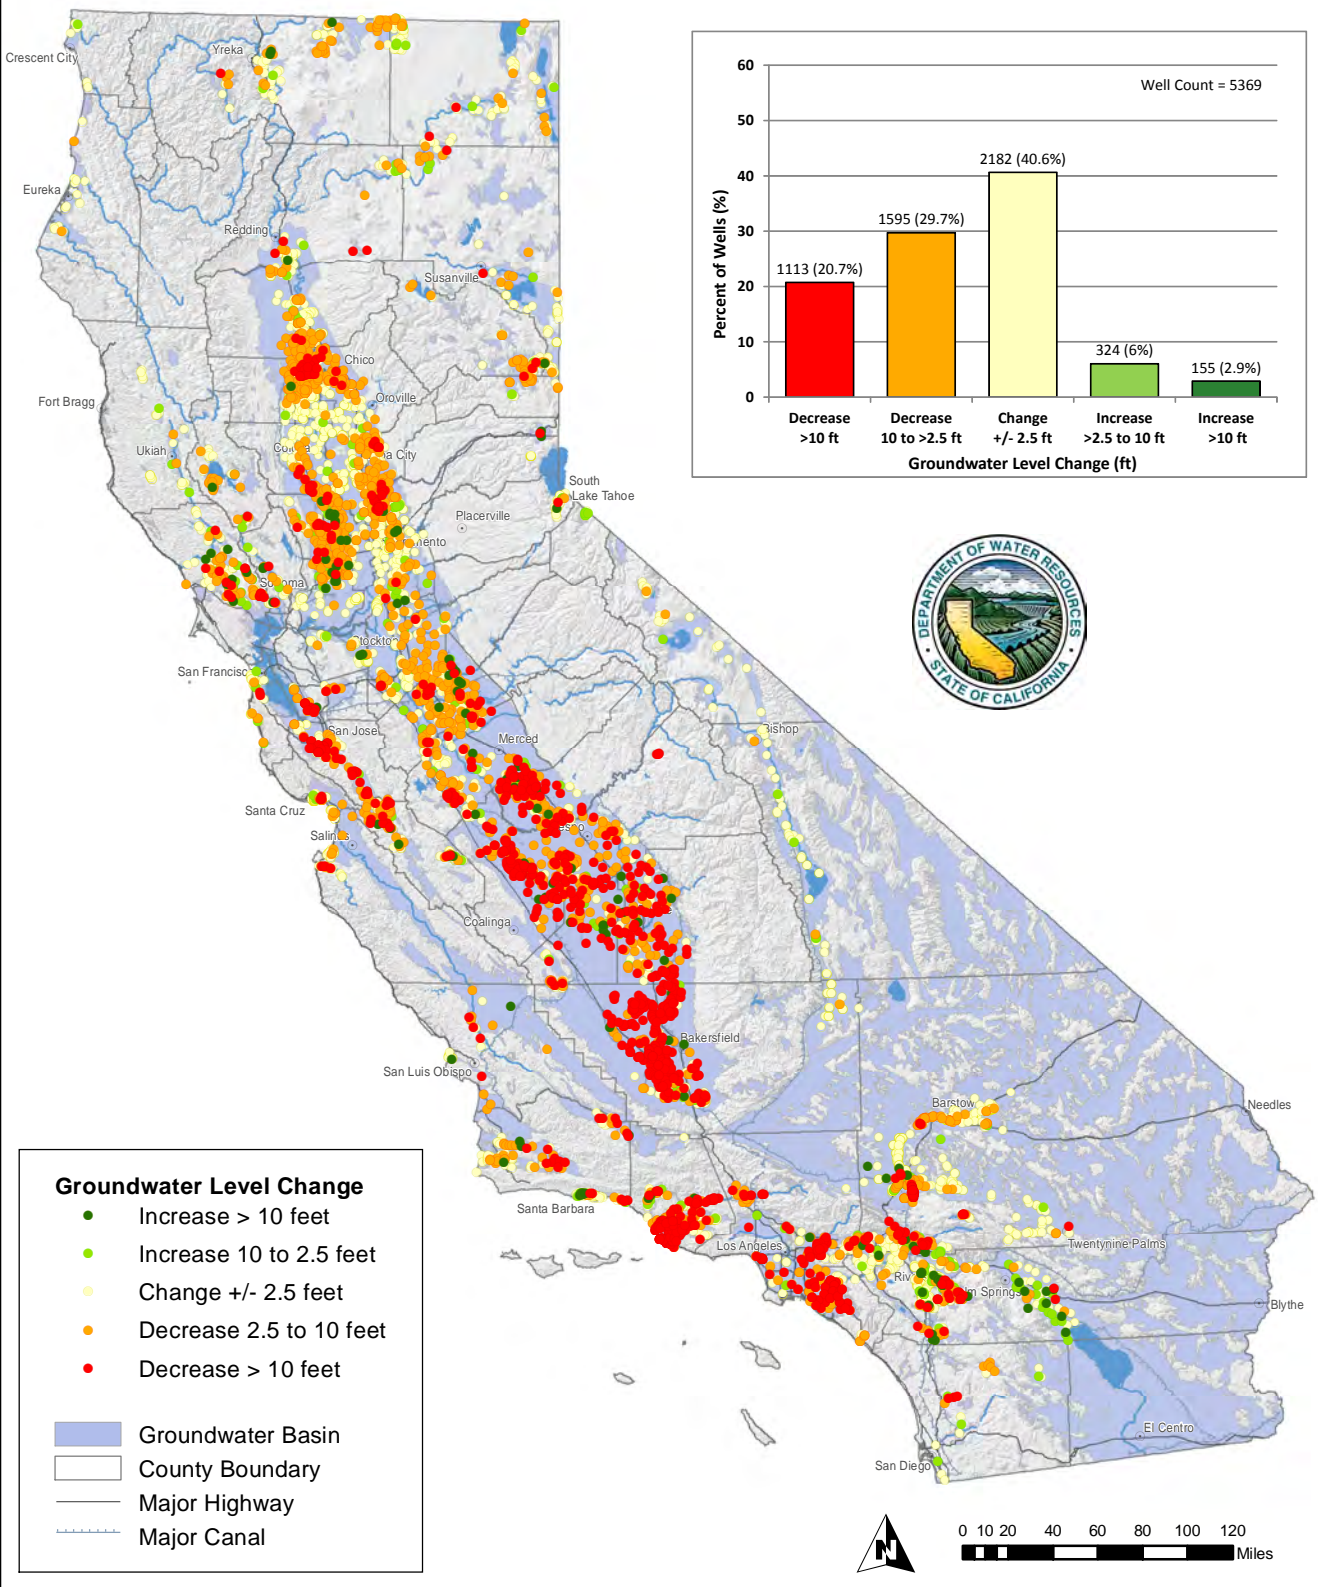 Crescent City
Yreka
Eureka
Redding
Susanville
Chico
Fort Bragg
Oroville
Ukiah
South
Lake Tahoe
Placerville
Sonoma
Stockton
San Francisco
San Jose
Merced
Bishop
Santa Cruz
Salinas
Coalinga
Bakersfield
San Luis Obispo
Barstow
Needles
Santa Barbara
Los Angeles
Twentynine Palms
Blythe
El Centro
San Diego
60
50
40
30
20
10
0
Percent of Wells (%)
Well Count = 5369
1113 (20.7%)
1595 (29.7%)
2182 (40.6%)
324 (6%)
155 (2.9%)
Decrease
>10 ft
Decrease
10 to >2.5 ft
Change
+/- 2.5 ft
Increase
>2.5 to 10 ft
Increase
>10 ft
Groundwater Level Change (ft)
DEPARTMENT OF WATER RESOURCES
STATE OF CALIFORNIA
Groundwater Level Change
Increase > 10 feet
Increase 10 to 2.5 feet
Change +/- 2.5 feet
Decrease 2.5 to 10 feet
Decrease > 10 feet
Groundwater Basin
County Boundary
Major Highway
Major Canal
N
0 10 20 40 60 80 100 120
Miles